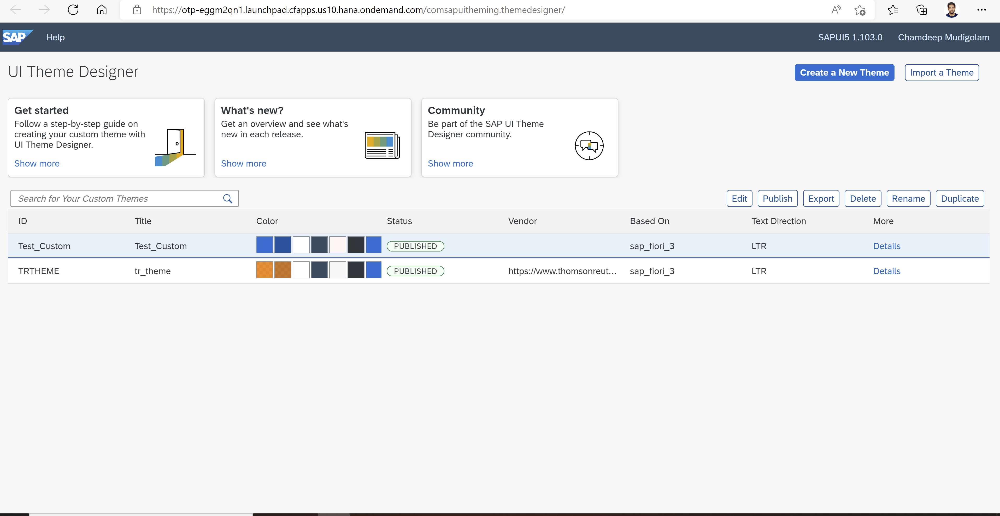 https://otp-eggm2qn1.launchpad.cfapps.us10.hana.ondemand.com/comsapuitheming.themedesigner/
SAP Help SAPUI5 1.103.0 Chamdeep Mudigolam
UI Theme Designer Create a New Theme Import a Theme
Get started
Follow a step-by-step guide on
creating your custom theme with
UI Theme Designer.
Show more
What's new?
Get an overview and see what's
new in each release.
Show more
Community
Be part of the SAP UI Theme
Designer community.
Show more
Search for Your Custom Themes Edit Publish Export Delete Rename Duplicate
ID Title Color Status Vendor Based On Text Direction More
Test_Custom Test_Custom PUBLISHED sap_fiori_3 LTR Details
TRTHEME tr_theme PUBLISHED https://www.thomsonreut... sap_fiori_3 LTR Details